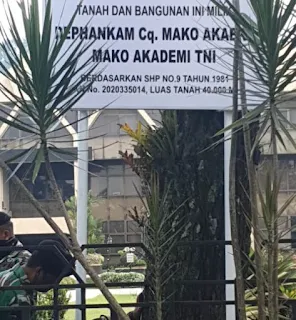 TANAH DAN BANGUNAN INI MILIK
DEPHANKAM Cq. MAKO AKABRI
MAKO AKADEMI TNI
BERDASARKAN SHP NO.9 TAHUN 1981
No. 2020335014, LUAS TANAH 40.000 M